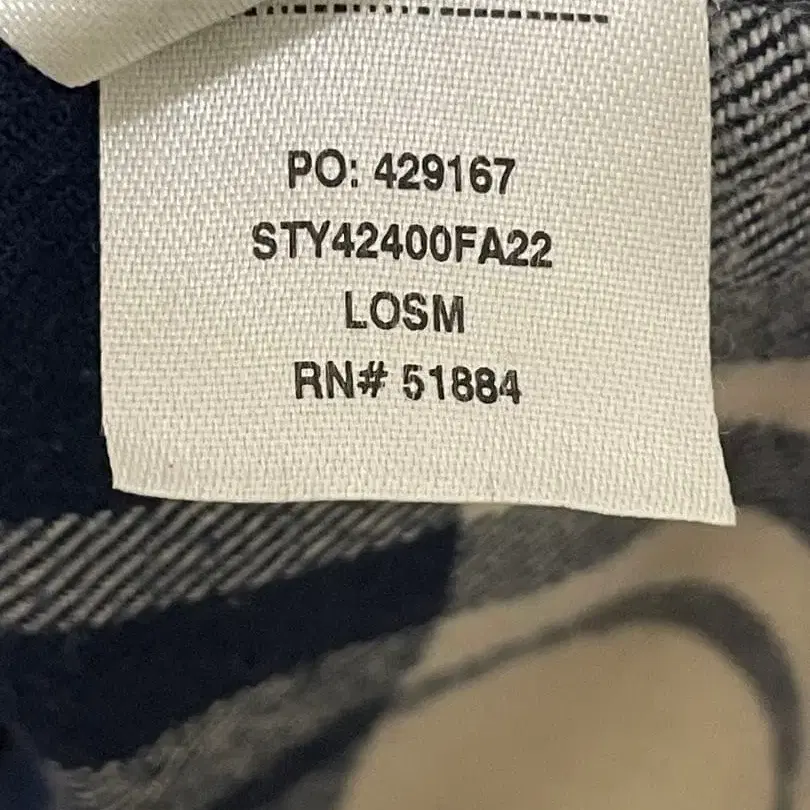 PO: 429167
STY42400FA22
LOSM
RN# 51884